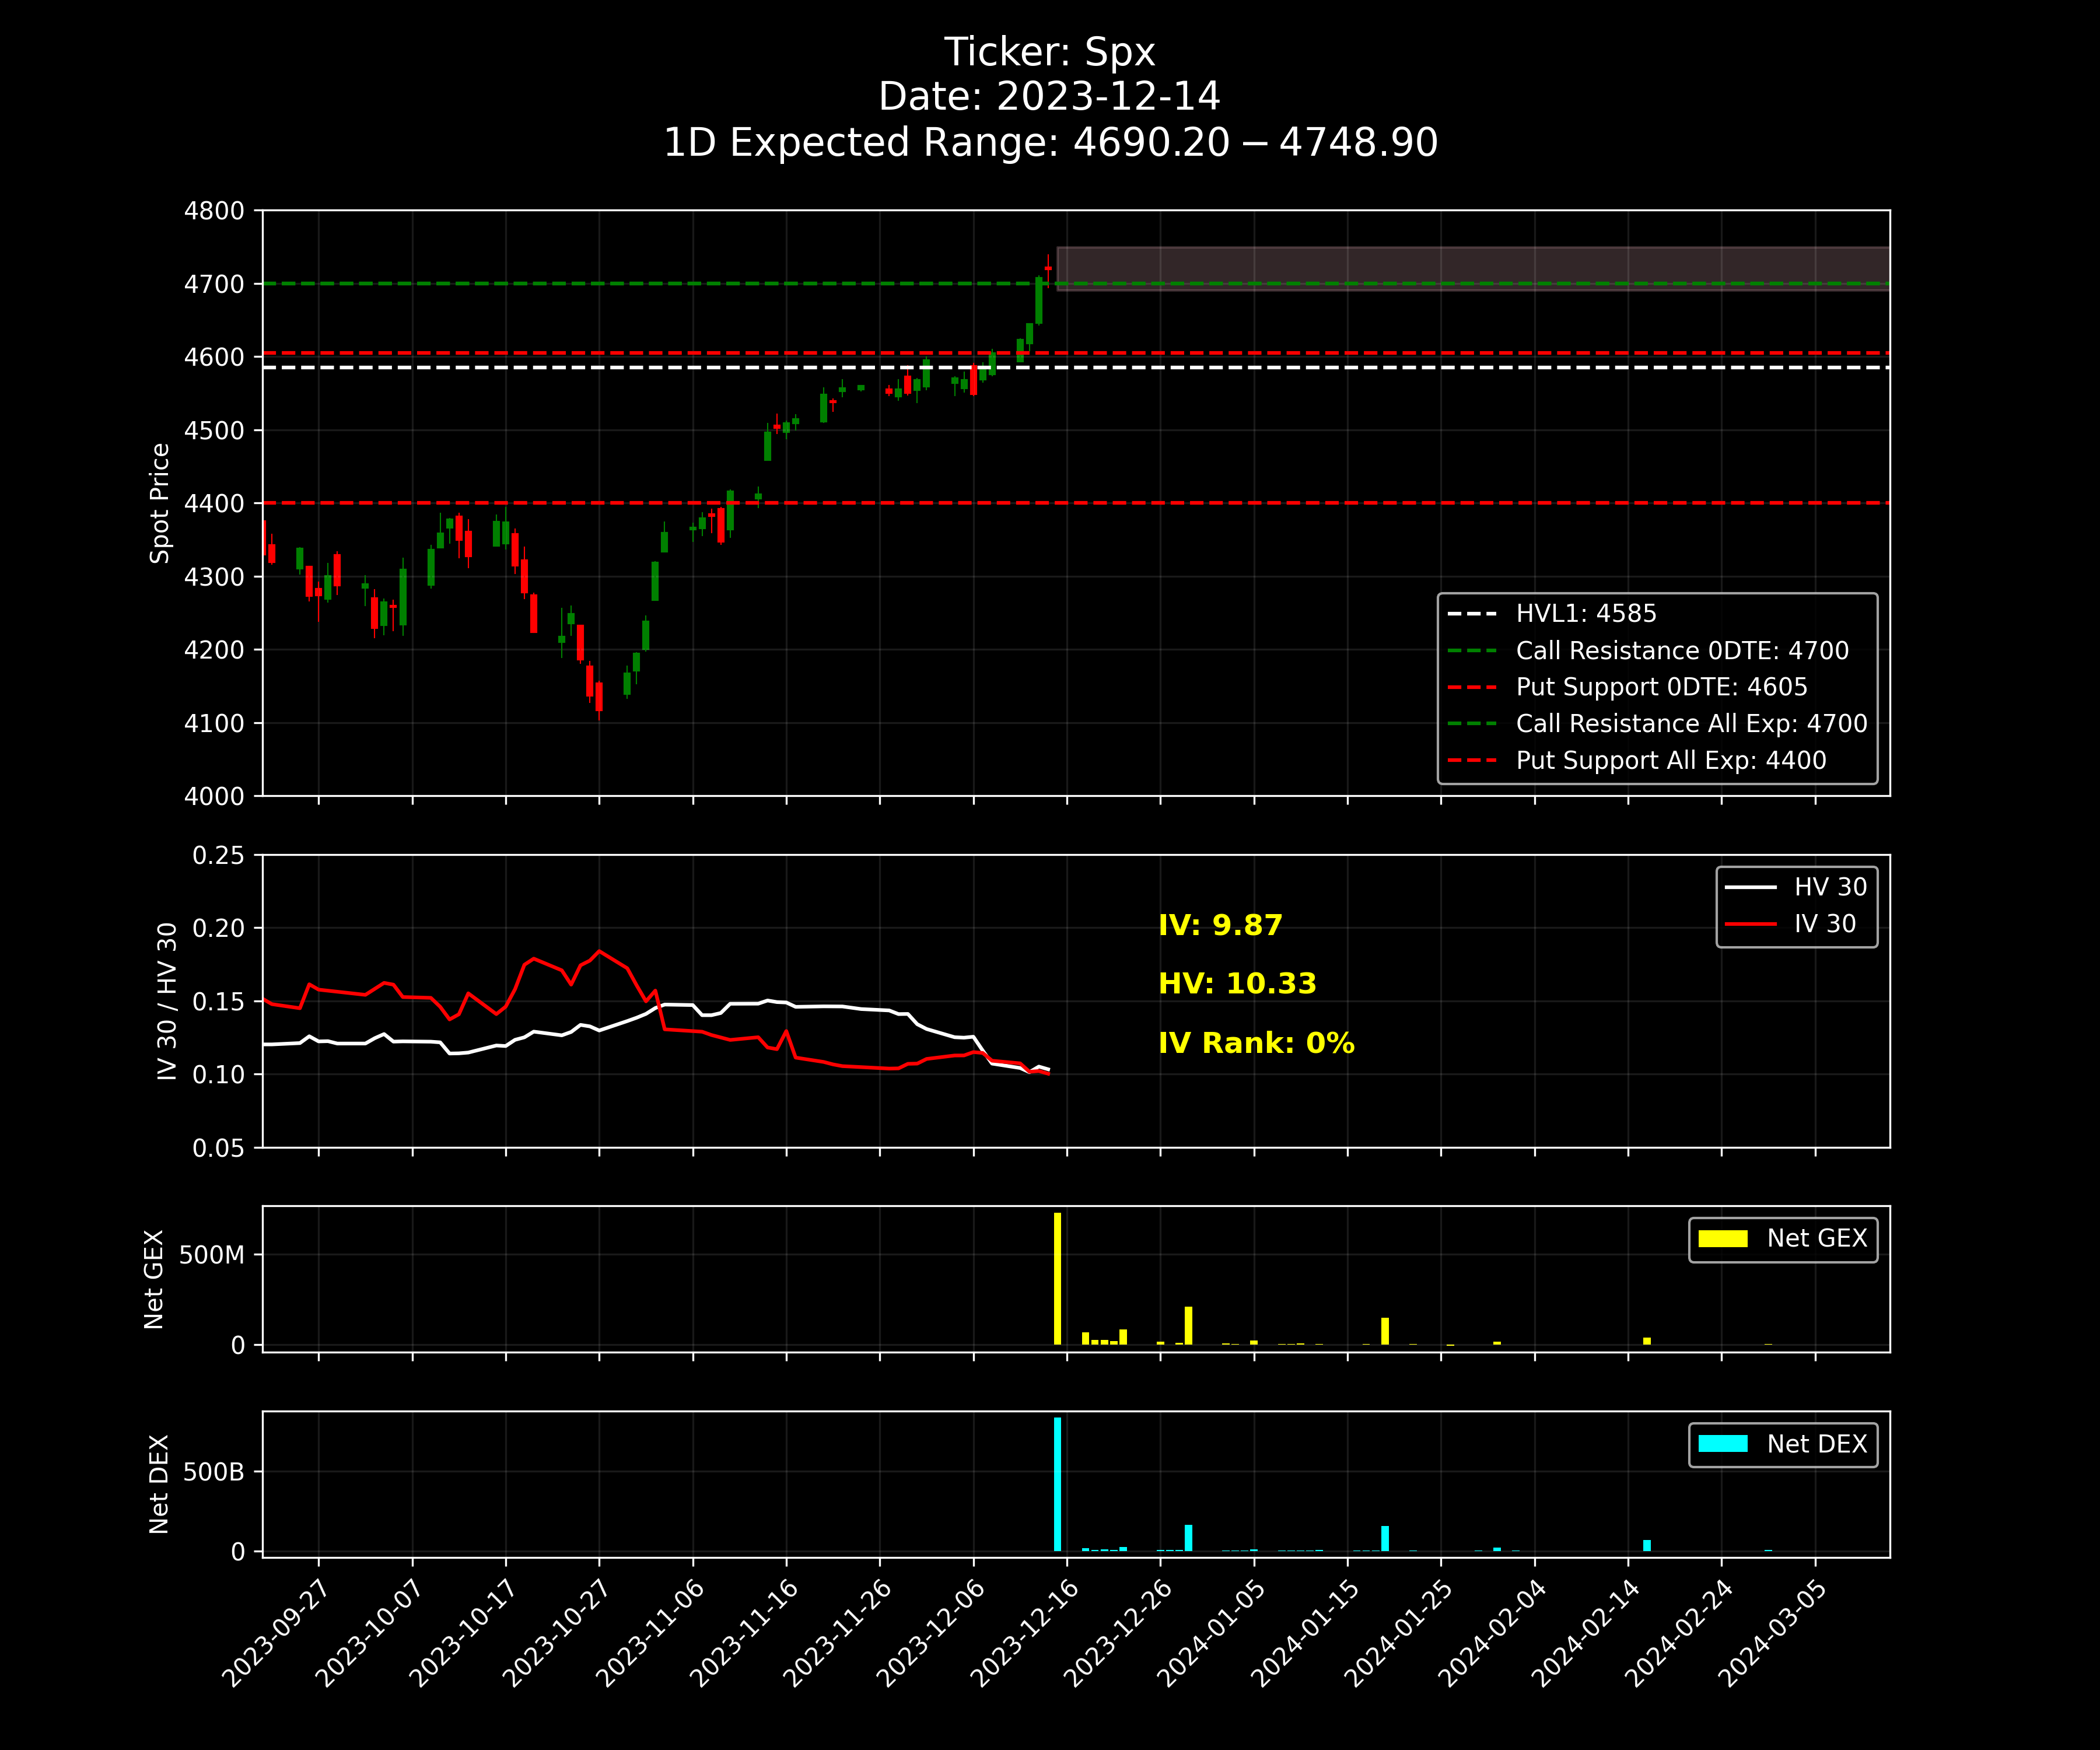 Ticker: Spx
Date: 2023-12-14
1D Expected Range: 4690.20 − 4748.90
Spot Price
4800
4700
4600
4500
4400
4300
4200
4100
4000
HVL1: 4585
Call Resistance 0DTE: 4700
Put Support 0DTE: 4605
Call Resistance All Exp: 4700
Put Support All Exp: 4400
IV 30 / HV 30
0.25
0.20
0.15
0.10
0.05
IV: 9.87
HV: 10.33
IV Rank: 0%
HV 30
IV 30
Net GEX
500M
0
Net GEX
Net DEX
500B
0
Net DEX
2023-09-27
2023-10-07
2023-10-17
2023-10-27
2023-11-06
2023-11-16
2023-11-26
2023-12-06
2023-12-16
2023-12-26
2024-01-05
2024-01-15
2024-01-25
2024-02-04
2024-02-14
2024-02-24
2024-03-05